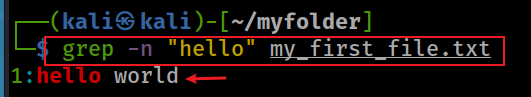 (kali㉿kali)-[~/myfolder]
$ grep -n "hello" my_first_file.txt
1:hello world